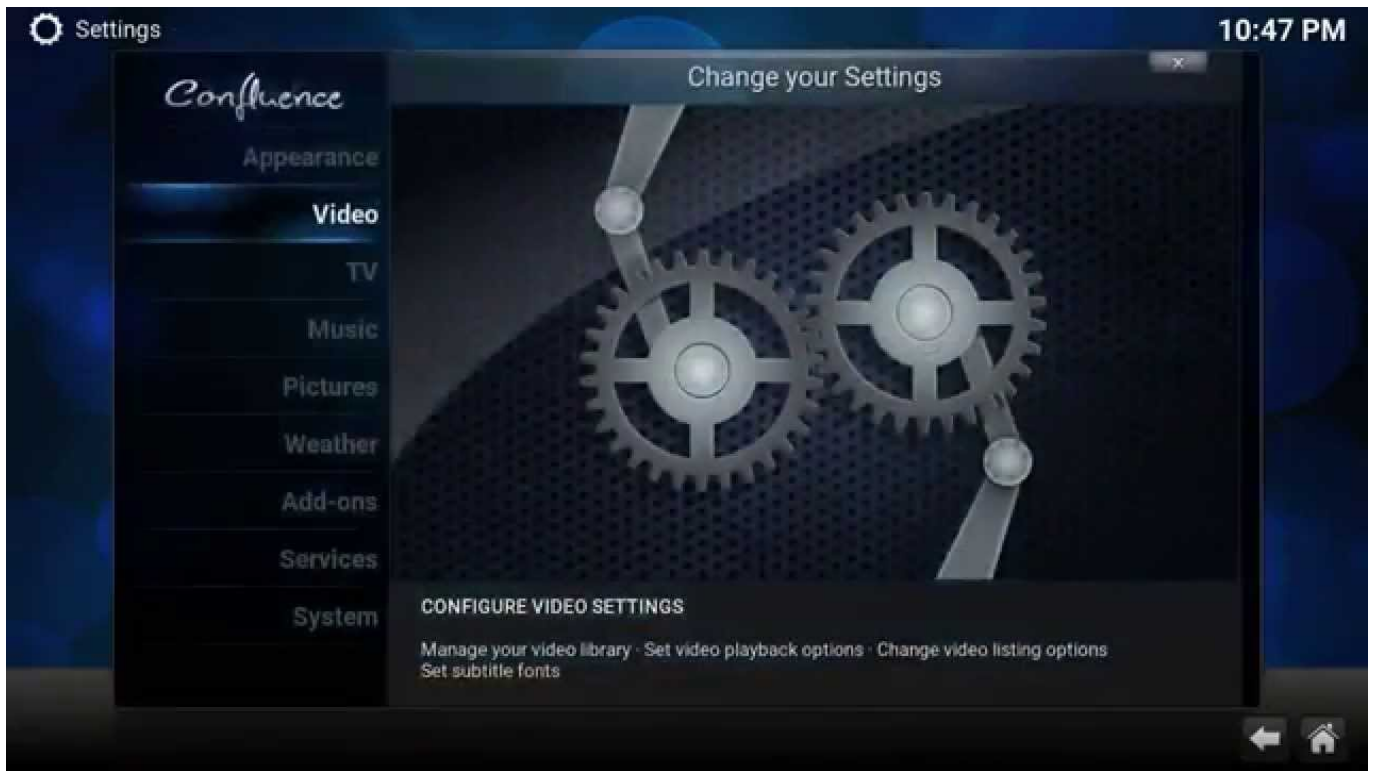 Settings
10:47 PM
Confluence
Change your Settings
x
Appearance
Video
TV
Music
Pictures
Weather
Add-ons
Services
System
CONFIGURE VIDEO SETTINGS
Manage your video library · Set video playback options · Change video listing options
Set subtitle fonts